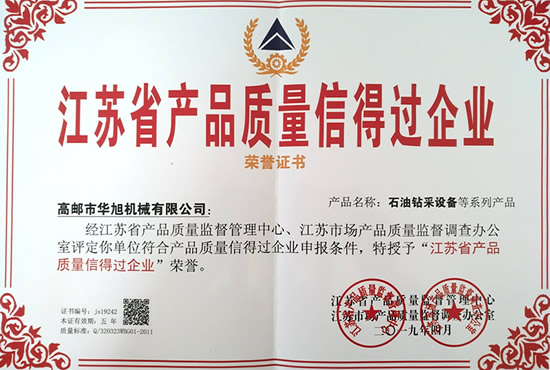 江苏省产品质量信得过企业
荣誉证书
高邮市华旭机械有限公司：
产品名称：石油钻采设备等系列产品
经江苏省产品质量监督管理中心、江苏市场产品质量监督调查办公
室评定你单位符合产品质量信得过企业申报条件，特授予“江苏省产品
质量信得过企业”荣誉。
证书编号：js19242
本证有效期：五 年
质量标准：Q/320323WBG01-2011
江苏省产品质量监督管理中心
江苏市场产品质量监督调查办公室
二〇一九年四月